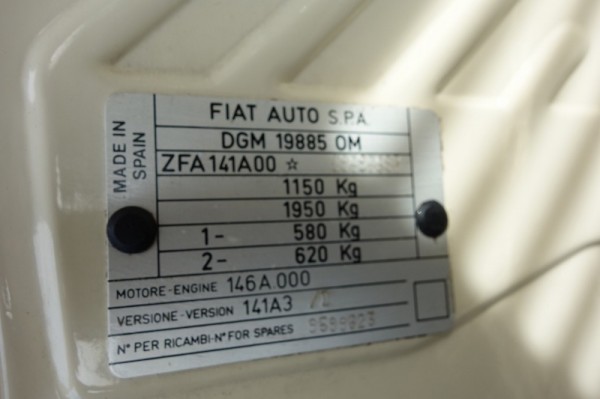 MADE IN
SPAIN
FIAT AUTO S.P.A.
DGM 19885 OM
ZFA141A00 ☆
1150 Kg
1950 Kg
1- 580 Kg
2- 620 Kg
MOTORE-ENGINE 146A.000
VERSIONE-VERSION 141A3
N° PER RICAMBI-N° FOR SPARES